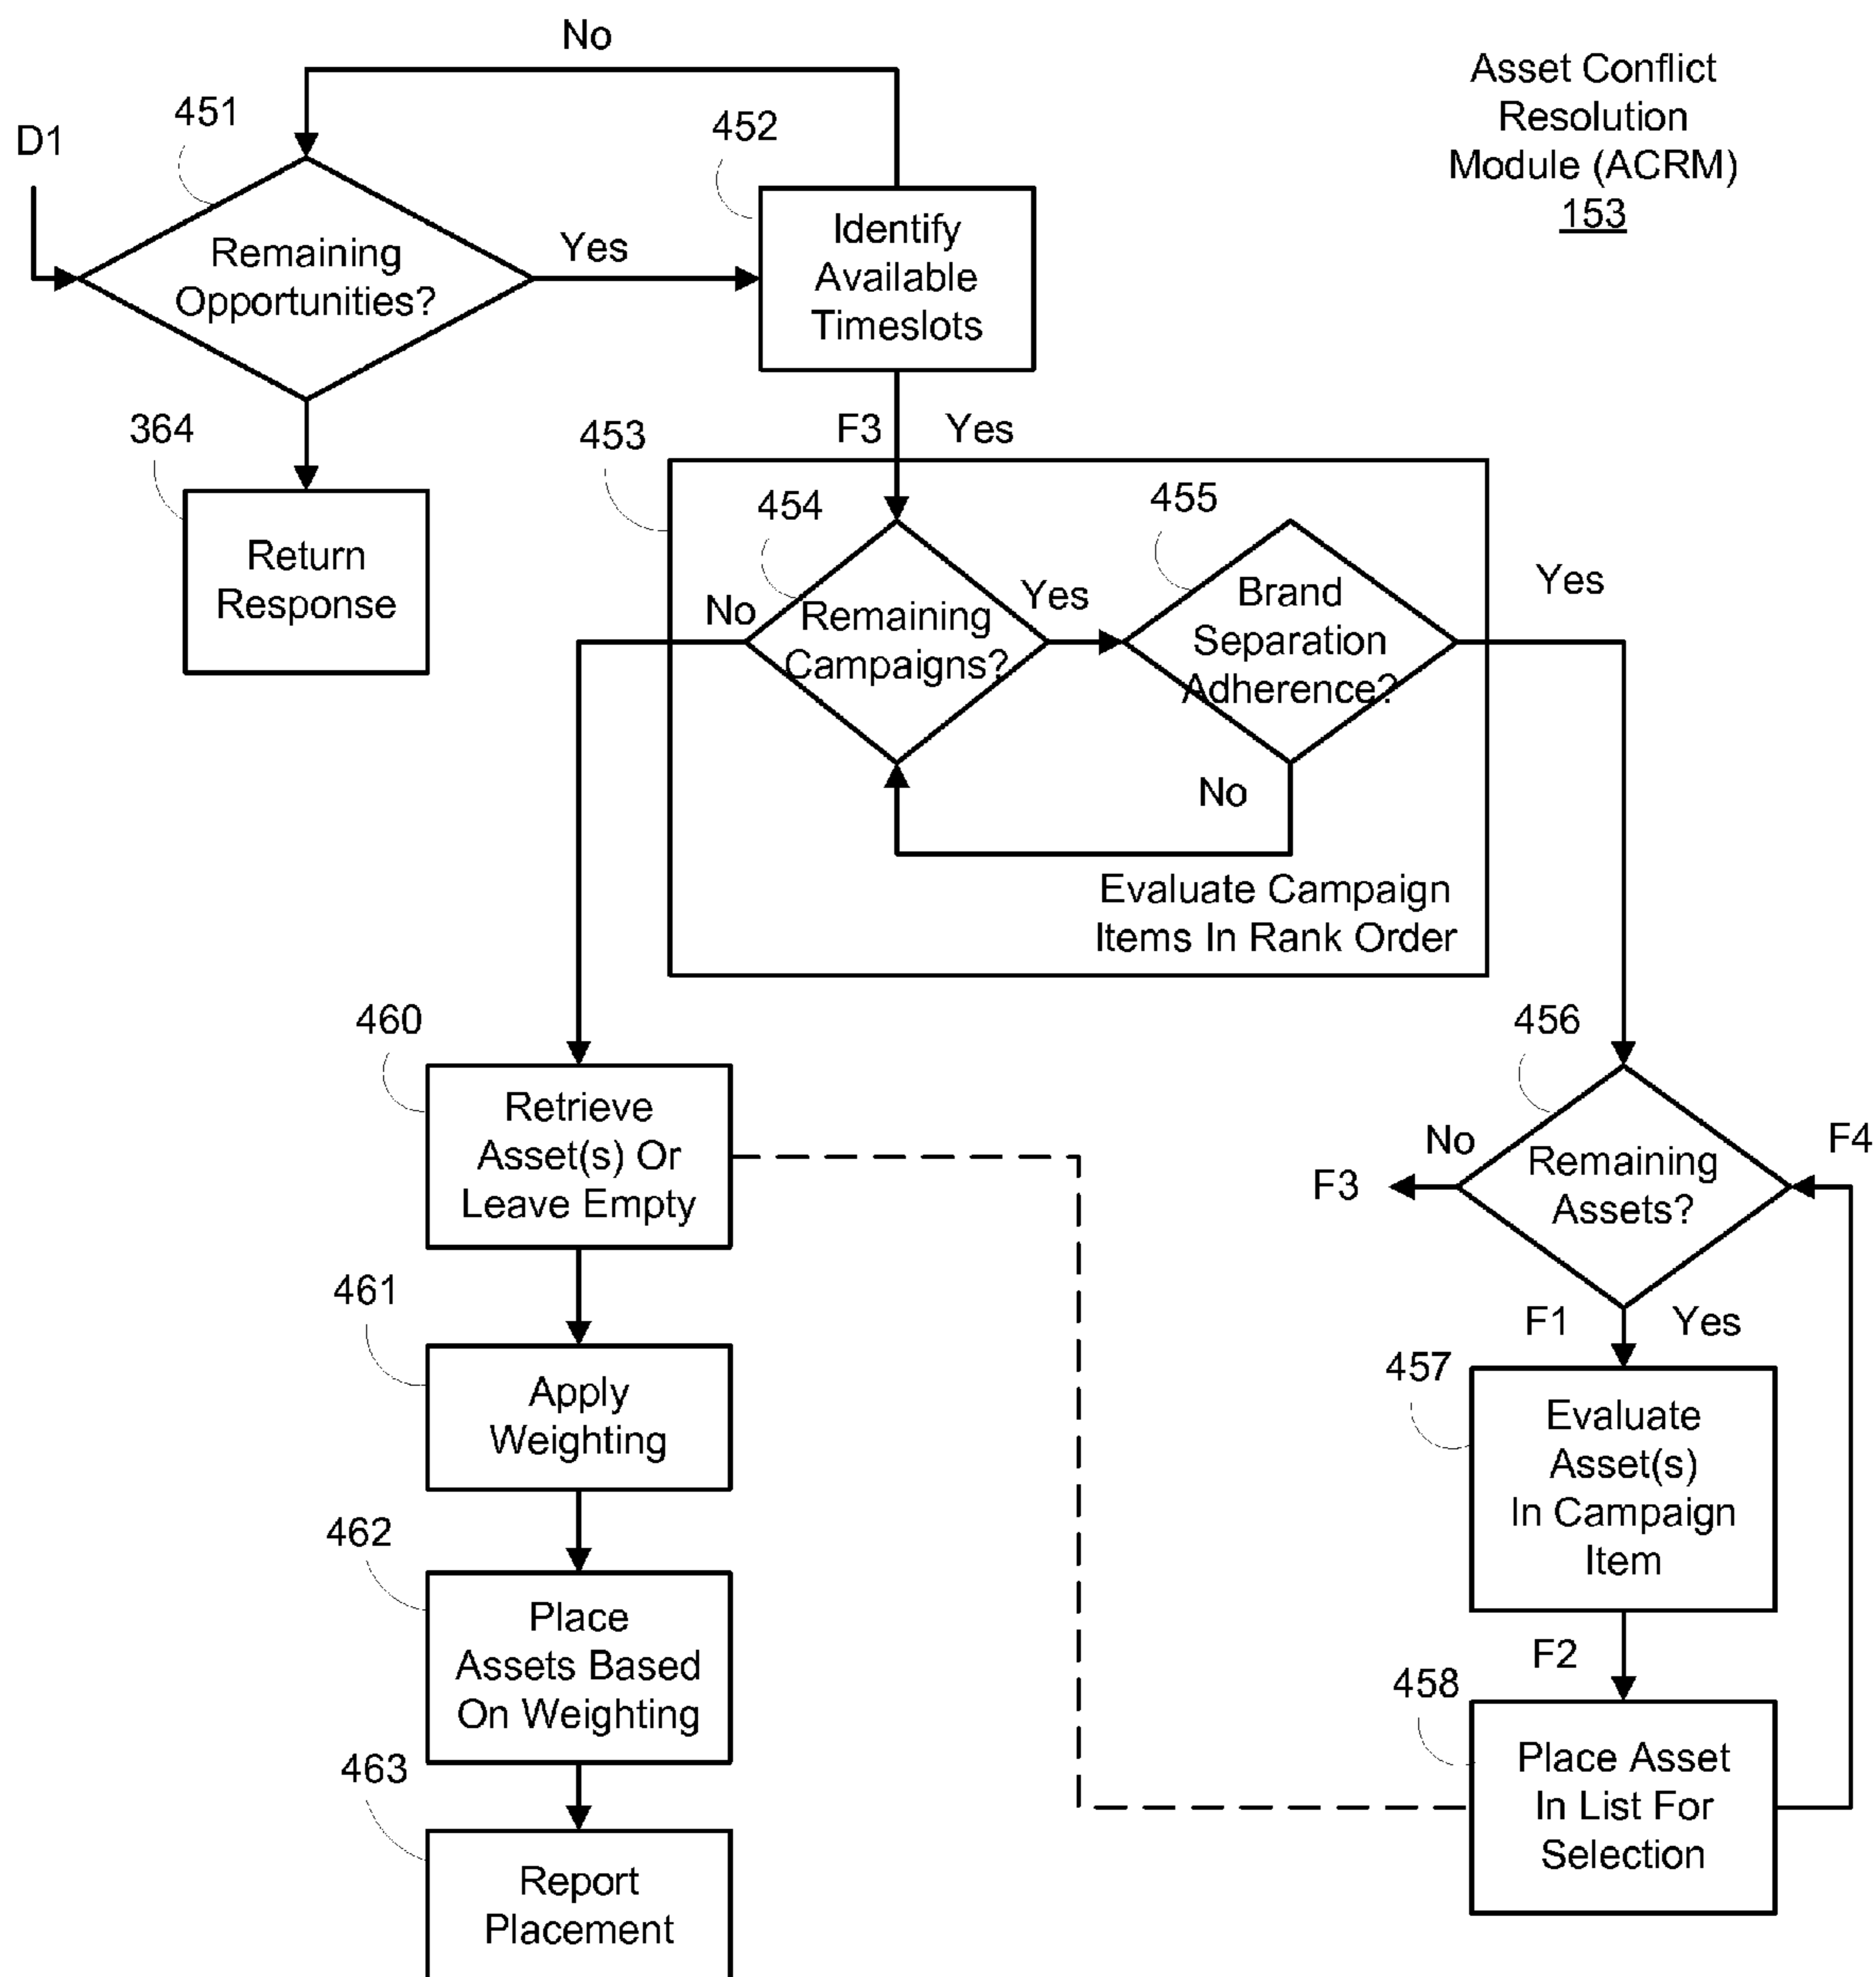 No
Asset Conflict
Resolution
Module (ACRM)
153
D1
451
452
Remaining
Opportunities?
Yes
Identify
Available
Timeslots
364
Return
Response
453
F3
Yes
454
455
No
Remaining
Campaigns?
Yes
Brand
Separation
Adherence?
Yes
No
Evaluate Campaign
Items In Rank Order
460
Retrieve
Asset(s) Or
Leave Empty
456
No
Remaining
Assets?
F4
F3
F1
Yes
461
Apply
Weighting
457
Evaluate
Asset(s)
In Campaign
Item
462
Place
Assets Based
On Weighting
F2
458
Place Asset
In List For
Selection
463
Report
Placement